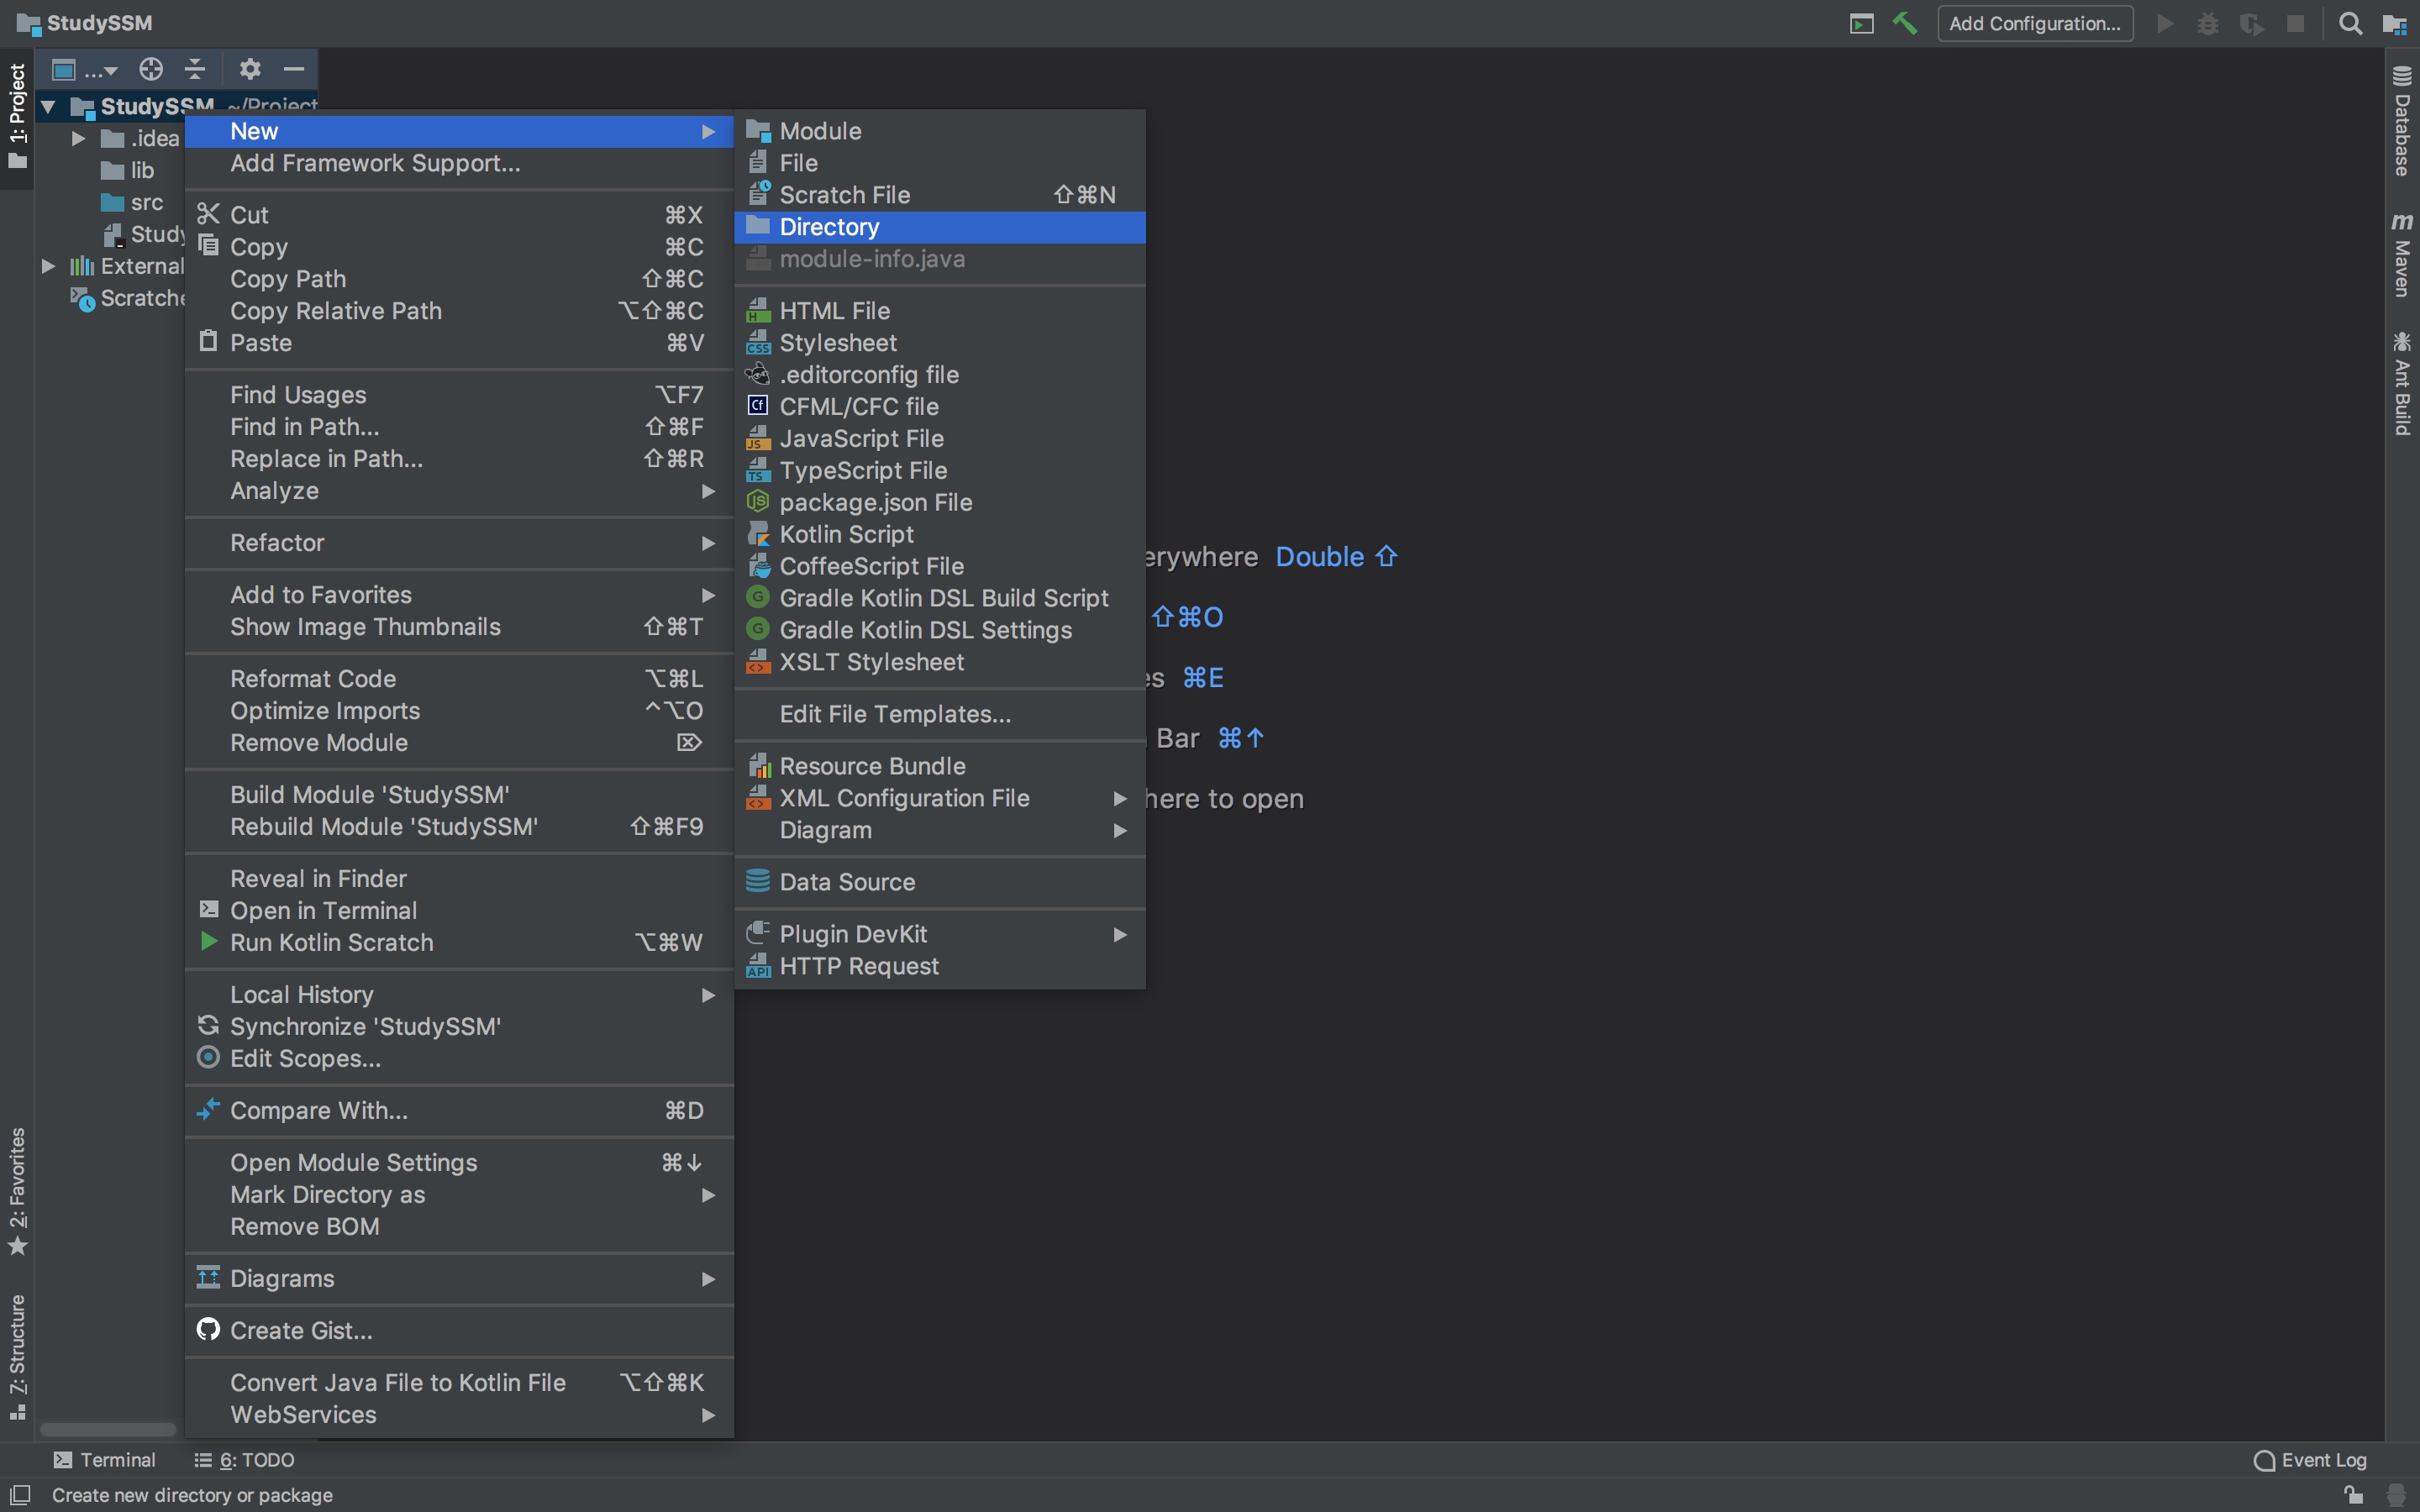 StudySSM
Add Configuration...
1: Project
...
StudySSM ~/Project
.idea
lib
src
Study
External
Scratche
New
Add Framework Support...
Cut ⌘X
Copy ⌘C
Copy Path ⇧⌘C
Copy Relative Path ⌥⇧⌘C
Paste ⌘V
Find Usages ⌥F7
Find in Path... ⇧⌘F
Replace in Path... ⇧⌘R
Analyze
Refactor
Add to Favorites
Show Image Thumbnails ⇧⌘T
Reformat Code ⌥⌘L
Optimize Imports ^⌥O
Remove Module ⌦
Build Module 'StudySSM'
Rebuild Module 'StudySSM' ⇧⌘F9
Reveal in Finder
Open in Terminal
Run Kotlin Scratch ⌥⌘W
Local History
Synchronize 'StudySSM'
Edit Scopes...
Compare With... ⌘D
Open Module Settings ⌘↓
Mark Directory as
Remove BOM
Diagrams
Create Gist...
Convert Java File to Kotlin File ⌥⇧⌘K
WebServices
Module
File
Scratch File ⇧⌘N
Directory
module-info.java
HTML File
Stylesheet
.editorconfig file
CFML/CFC file
JavaScript File
TypeScript File
package.json File
Kotlin Script
CoffeeScript File
Gradle Kotlin DSL Build Script
Gradle Kotlin DSL Settings
XSLT Stylesheet
Edit File Templates...
Resource Bundle
XML Configuration File
Diagram
Data Source
Plugin DevKit
HTTP Request
erywhere Double ⇧
⇧⌘O
es ⌘E
Bar ⌘↑
here to open
Database
m Maven
Ant Build
2: Favorites
7: Structure
Terminal
6: TODO
Event Log
Create new directory or package